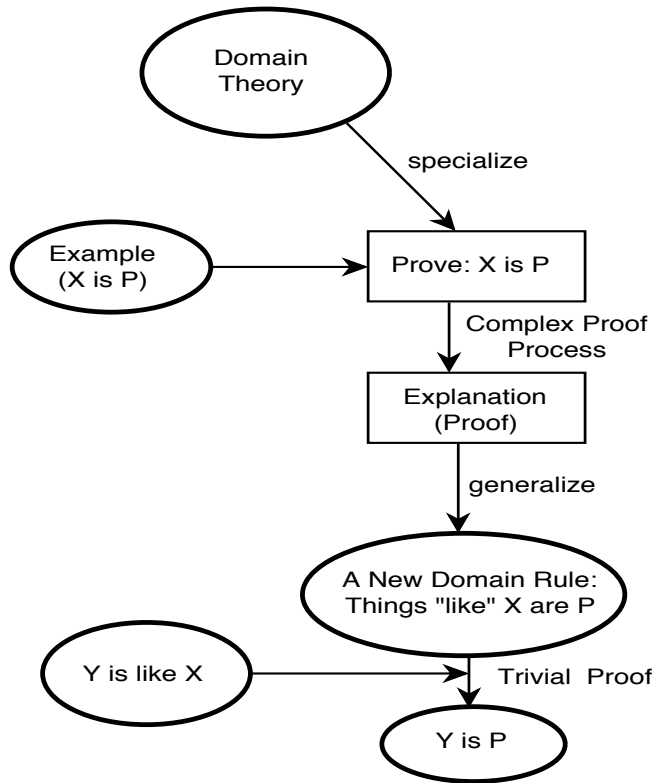 Domain
Theory
specialize
Example
(X is P)
Prove: X is P
Complex Proof
Process
Explanation
(Proof)
generalize
A New Domain Rule:
Things "like" X are P
Y is like X
Trivial Proof
Y is P